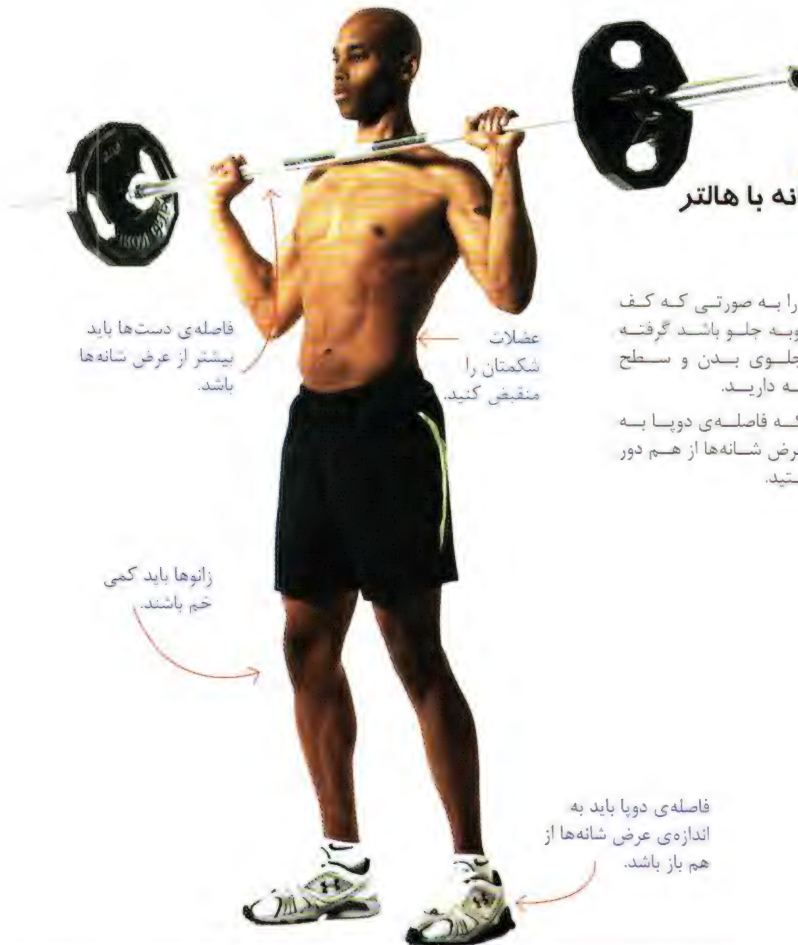 انه با هالتر
را به صورتی که کف
وبه جلو باشد گرفته
جلوی بدن و سطح
ه دارید.
که فاصله‌ی دوپا به
عرض شانه‌ها از هم دور
ستید.
فاصله‌ی دست‌ها باید
بیشتر از عرض شانه‌ها
باشد.
عضلات
شکمتان را
منقبض کنید.
زانوها باید کمی
خم باشند.
فاصله‌ی دوپا باید به
اندازه‌ی عرض شانه‌ها از
هم باز باشد.